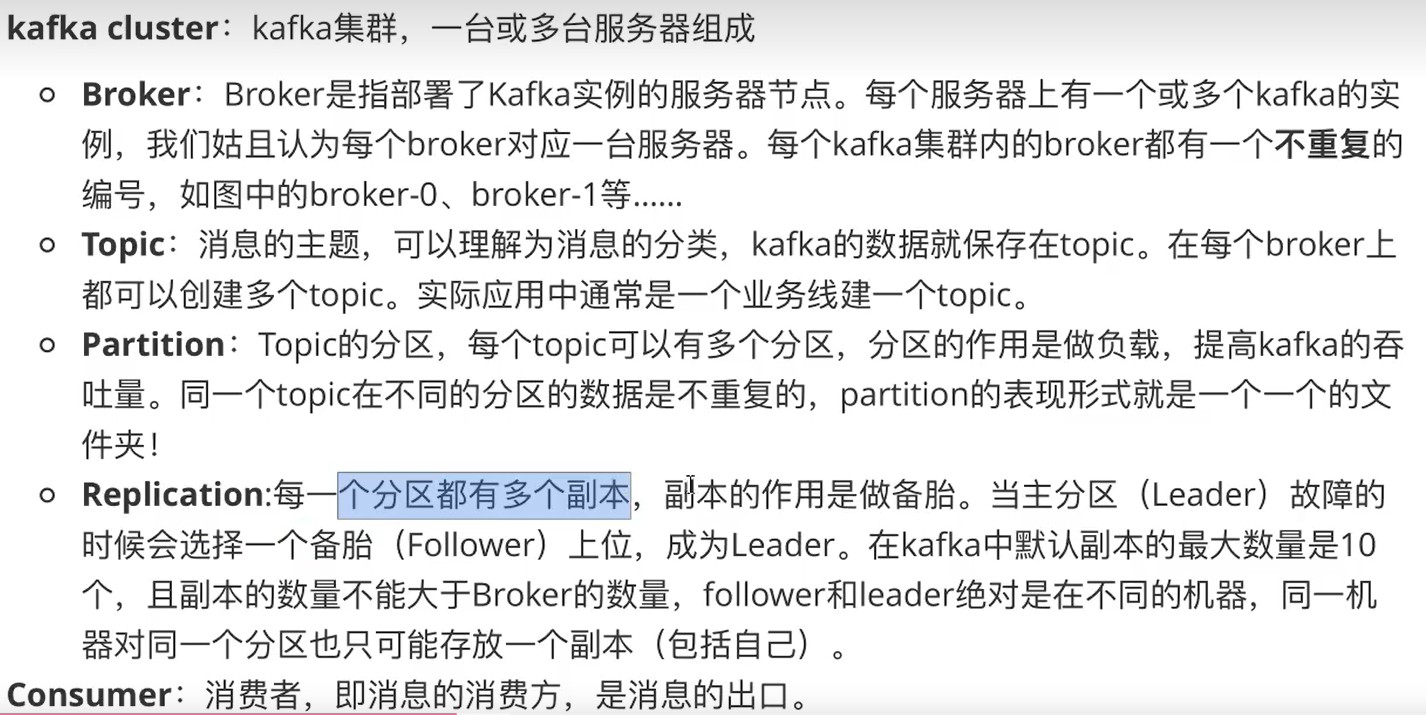 kafka cluster：kafka集群，一台或多台服务器组成
Broker：Broker是指部署了Kafka实例的服务器节点。每个服务器上有一个或多个kafka的实
例，我们姑且认为每个broker对应一台服务器。每个kafka集群内的broker都有一个不重复的
编号，如图中的broker-0、broker-1等……
Topic：消息的主题，可以理解为消息的分类，kafka的数据就保存在topic。在每个broker上
都可以创建多个topic。实际应用中通常是一个业务线建一个topic。
Partition：Topic的分区，每个topic可以有多个分区，分区的作用是做负载，提高kafka的吞
吐量。同一个topic在不同的分区的数据是不重复的，partition的表现形式就是一个一个的文
件夹！
Replication:每一个分区都有多个副本，副本的作用是做备胎。当主分区（Leader）故障的
时候会选择一个备胎（Follower）上位，成为Leader。在kafka中默认副本的最大数量是10
个，且副本的数量不能大于Broker的数量，follower和leader绝对是在不同的机器，同一机
器对同一个分区也只可能存放一个副本（包括自己）。
Consumer：消费者，即消息的消费方，是消息的出口。